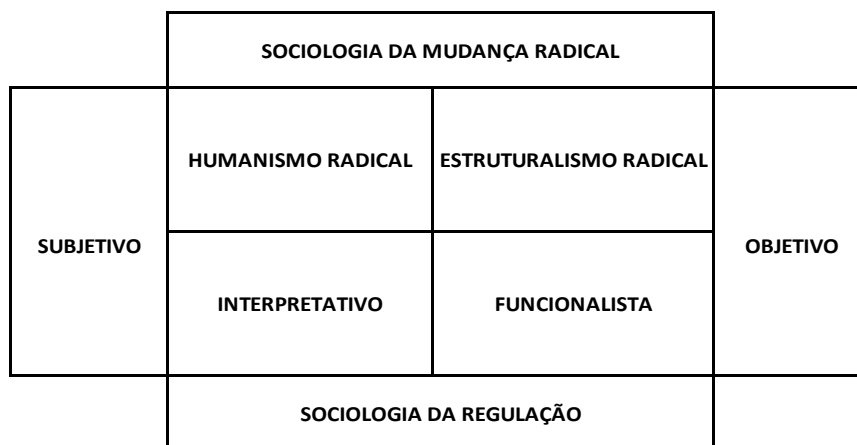 SOCIOLOGIA DA MUDANÇA RADICAL
HUMANISMO RADICAL
ESTRUTURALISMO RADICAL
SUBJETIVO
OBJETIVO
INTERPRETATIVO
FUNCIONALISTA
SOCIOLOGIA DA REGULAÇÃO